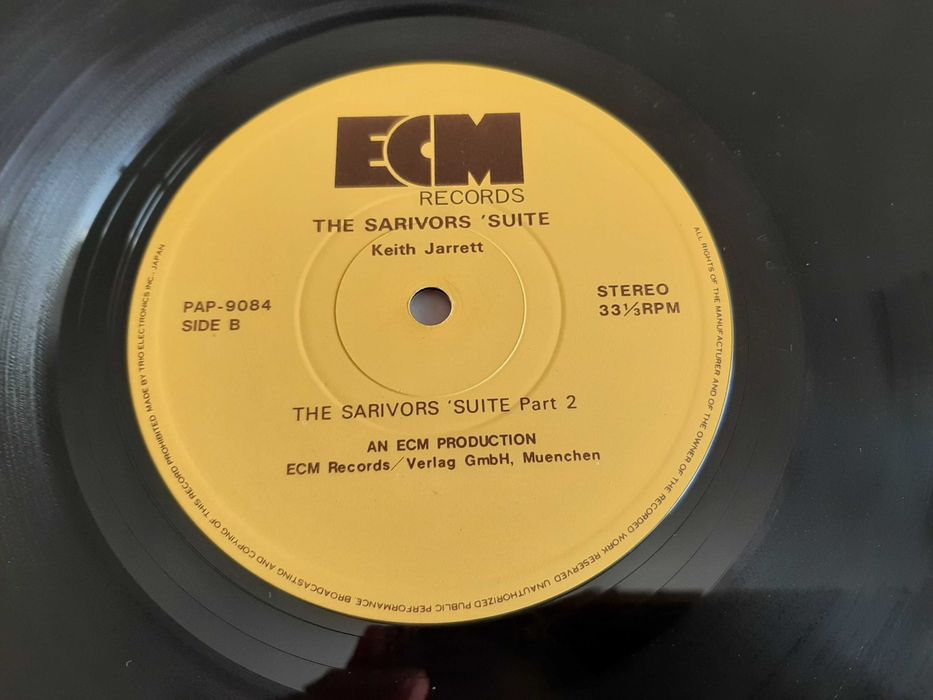 ECM
RECORDS
THE SARIVORS 'SUITE
Keith Jarrett
PAP-9084
SIDE B
STEREO
33⅓RPM
THE SARIVORS 'SUITE Part 2
AN ECM PRODUCTION
ECM Records/Verlag GmbH, Muenchen
ALL RIGHTS OF THE MANUFACTURER AND OF THE OWNER OF THE RECORDED WORK RESERVED UNAUTHORIZED PUBLIC PERFORMANCE. BROADCASTING AND COPYING OF THIS RECORD PROHIBITED MADE BY TRIO ELECTRONICS INC.-JAPAN